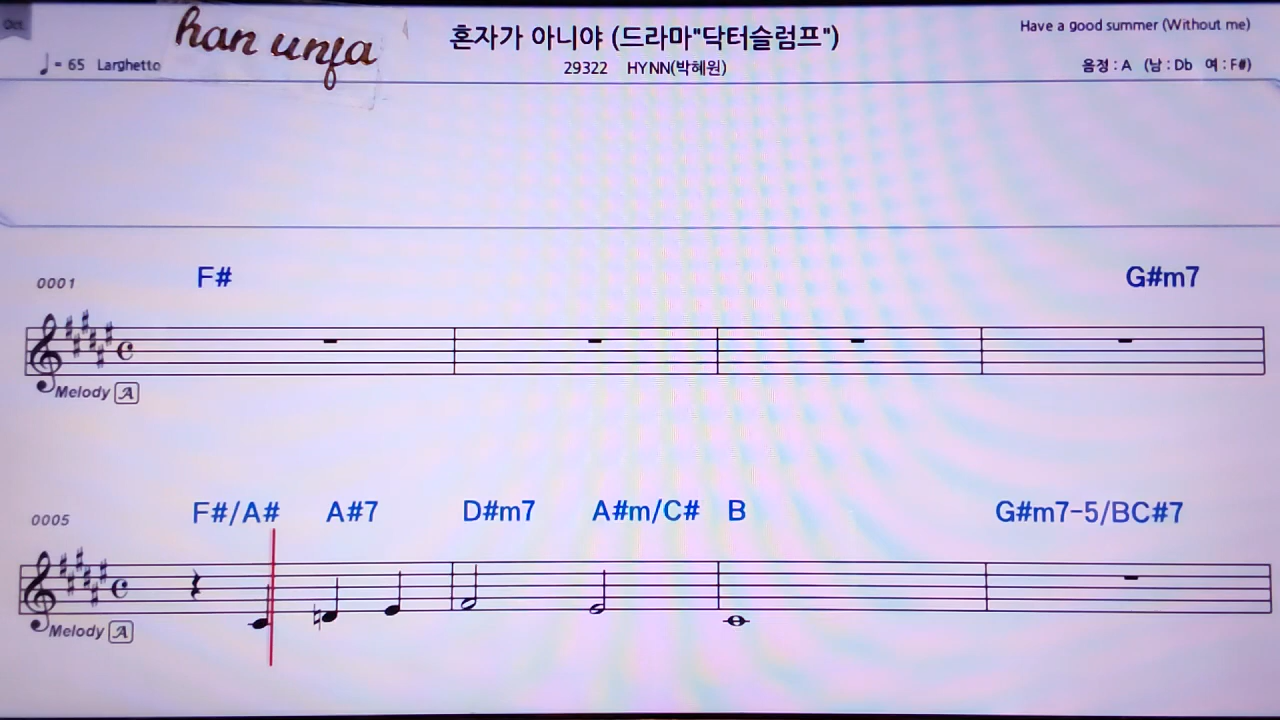 Oct.
han unfa
혼자가 아니야 (드라마"닥터슬럼프")
Have a good summer (Without me)
♩= 65 Larghetto
29322 HYNN(박혜원)
음정 : A (남 : Db 여 : F#)
0001 F# G#m7
Melody A
0005 F#/A# A#7 D#m7 A#m/C# B G#m7-5/BC#7
Melody A